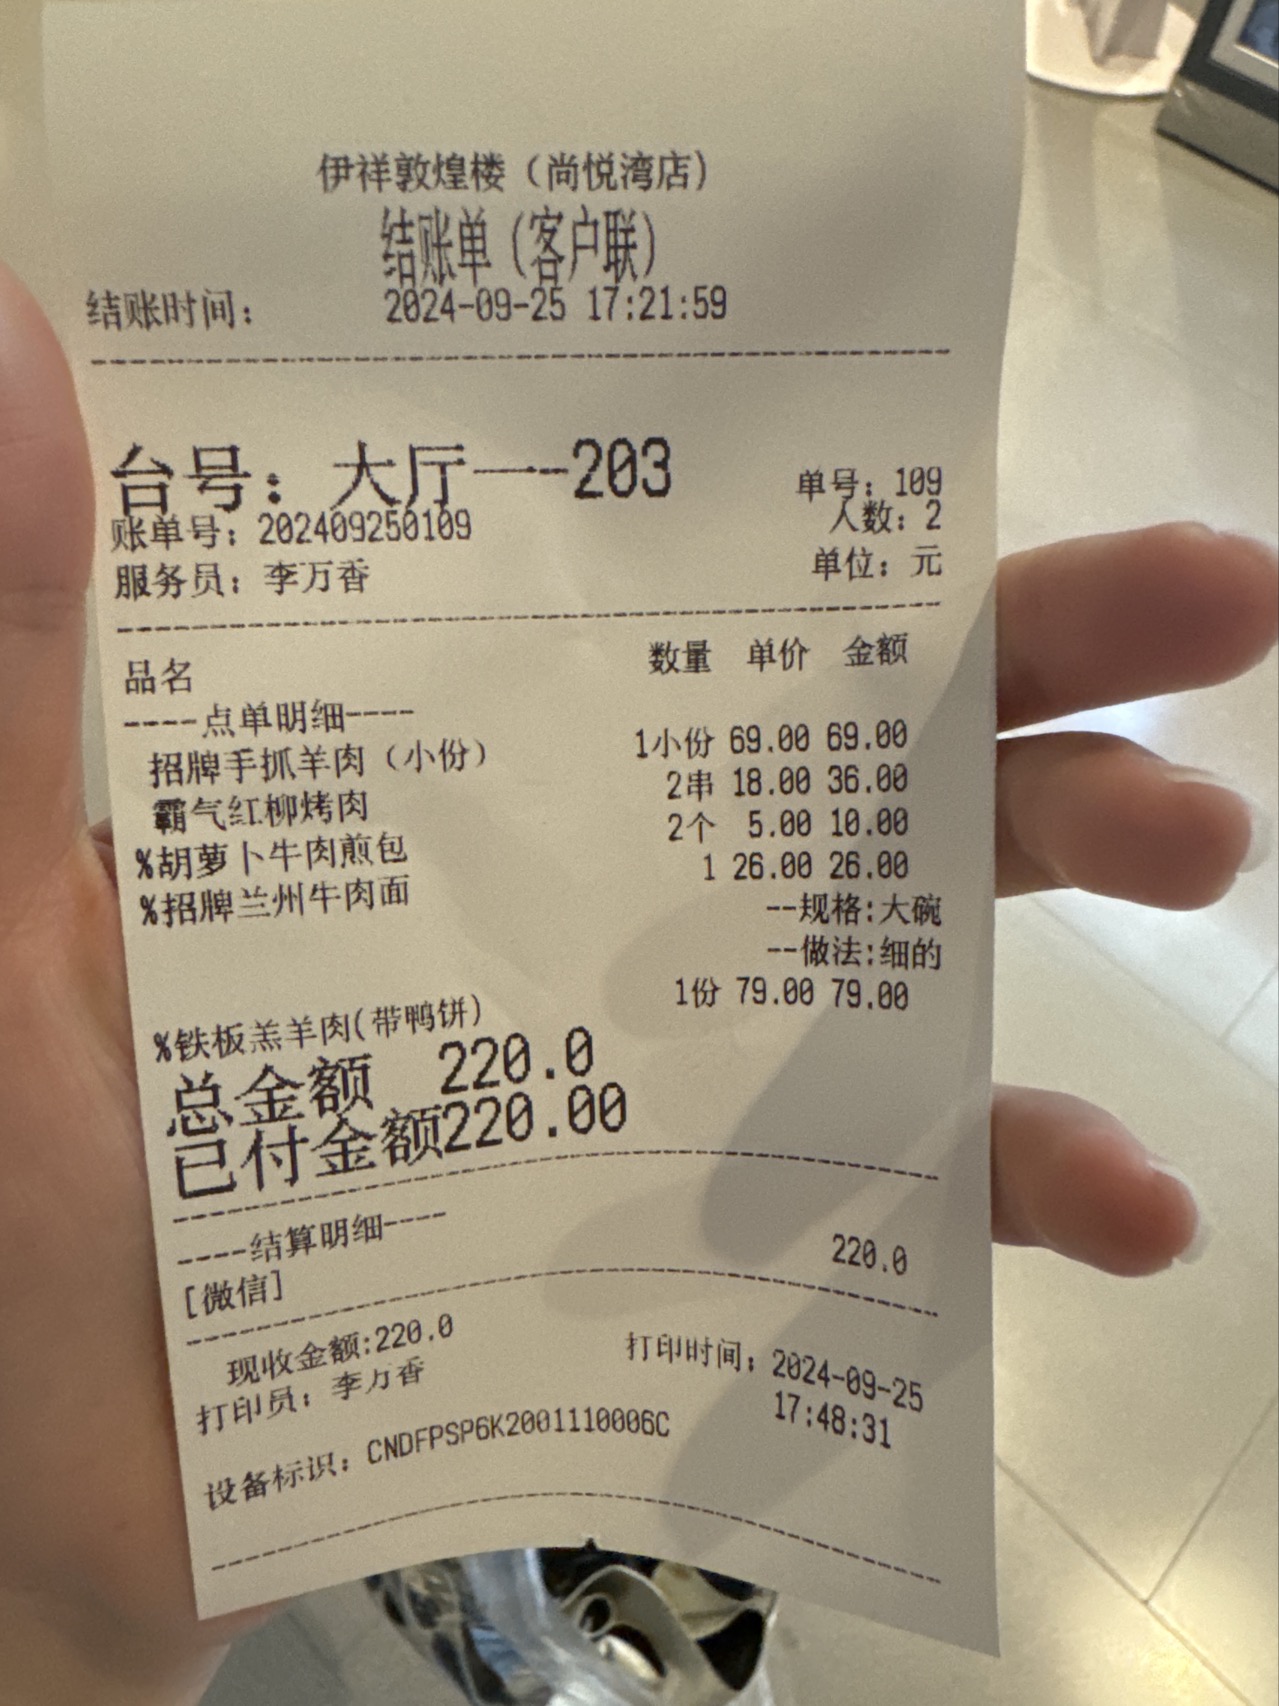 伊祥敦煌楼（尚悦湾店）
结账单（客户联）
结账时间： 2024-09-25 17:21:59
台号：大厅一--203
单号：109
账单号：202409250109
人数：2
服务员：李万香
单位：元
品名 数量 单价 金额
----点单明细----
招牌手抓羊肉（小份） 1小份 69.00 69.00
霸气红柳烤肉 2串 18.00 36.00
%胡萝卜牛肉煎包 2个 5.00 10.00
%招牌兰州牛肉面 1 26.00 26.00
--规格:大碗
--做法:细的
%铁板羔羊肉(带鸭饼) 1份 79.00 79.00
总金额 220.0
已付金额220.00
----结算明细----
[微信] 220.0
现收金额:220.0
打印员：李万香 打印时间：2024-09-25
17:48:31
设备标识：CNDFPSP6K2001110006C